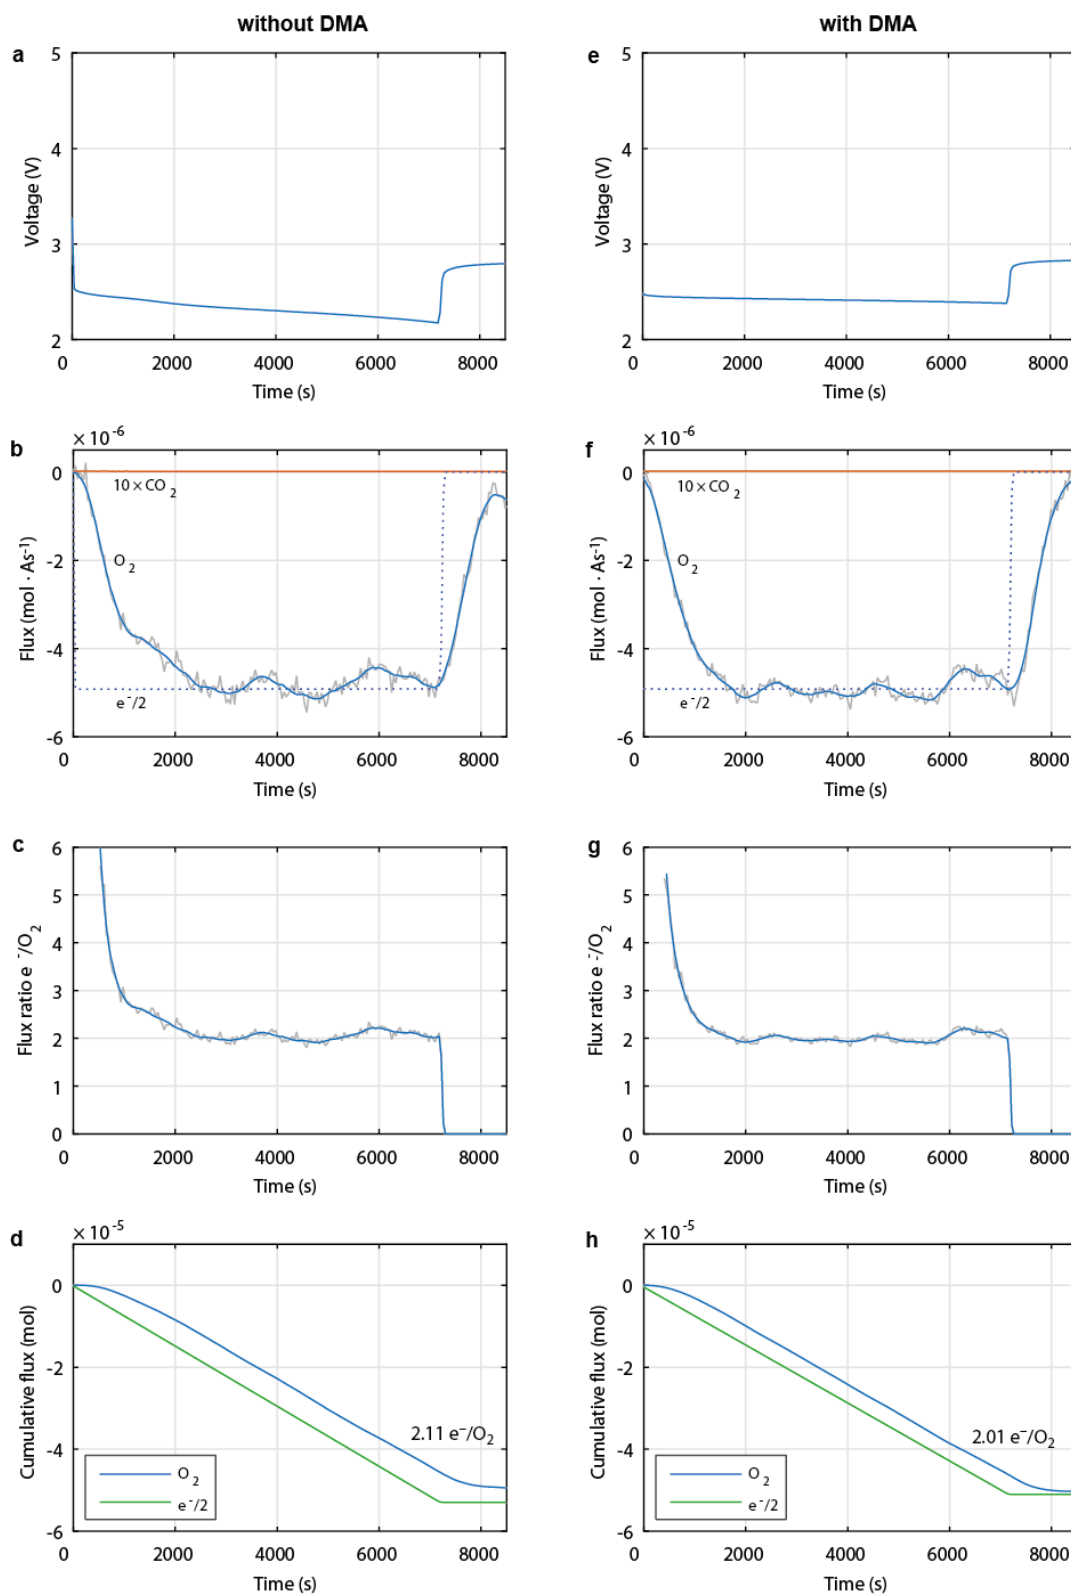 without DMA
with DMA
a
5
4
3
2
Voltage (V)
0
2000
4000
6000
8000
Time (s)
e
5
4
3
2
Voltage (V)
0
2000
4000
6000
8000
Time (s)
b
× 10⁻⁶
0
-2
-4
-6
Flux (mol · As⁻¹)
10 × CO₂
O₂
e⁻/2
0
2000
4000
6000
8000
Time (s)
f
× 10⁻⁶
0
-2
-4
-6
Flux (mol · As⁻¹)
10 × CO₂
O₂
e⁻/2
0
2000
4000
6000
8000
Time (s)
c
6
5
4
3
2
1
0
Flux ratio e⁻/O₂
0
2000
4000
6000
8000
Time (s)
g
6
5
4
3
2
1
0
Flux ratio e⁻/O₂
0
2000
4000
6000
8000
Time (s)
d
× 10⁻⁵
0
-2
-4
-6
Cumulative flux (mol)
2.11 e⁻/O₂
O₂
e⁻/2
0
2000
4000
6000
8000
Time (s)
h
× 10⁻⁵
0
-2
-4
-6
Cumulative flux (mol)
2.01 e⁻/O₂
O₂
e⁻/2
0
2000
4000
6000
8000
Time (s)